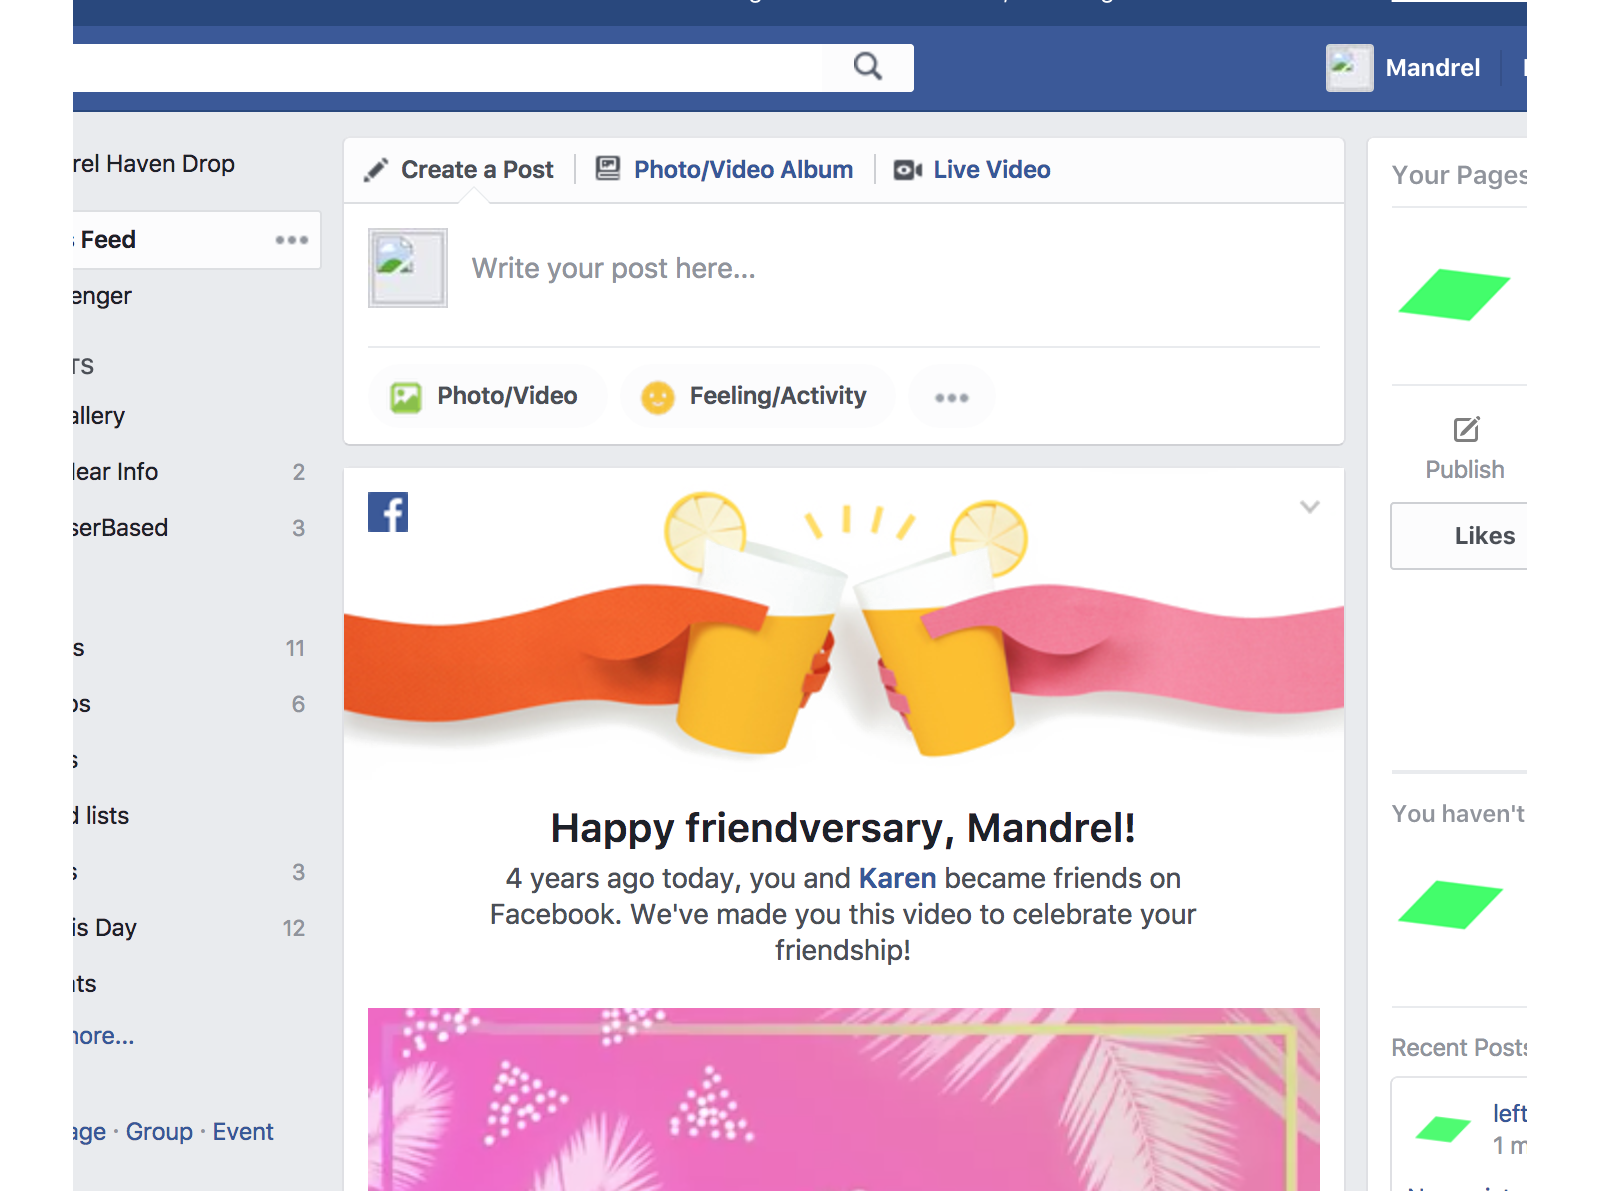 Mandrel
rel Haven Drop
Feed
enger
TS
allery
lear Info 2
serBased 3
s 11
os 6
s
d lists
s 3
is Day 12
nts
more...
age · Group · Event
Create a Post
Photo/Video Album
Live Video
Write your post here...
Photo/Video
Feeling/Activity
f
Happy friendversary, Mandrel!
4 years ago today, you and Karen became friends on
Facebook. We've made you this video to celebrate your
friendship!
Your Pages
Publish
Likes
You haven't
Recent Posts
left
1 m